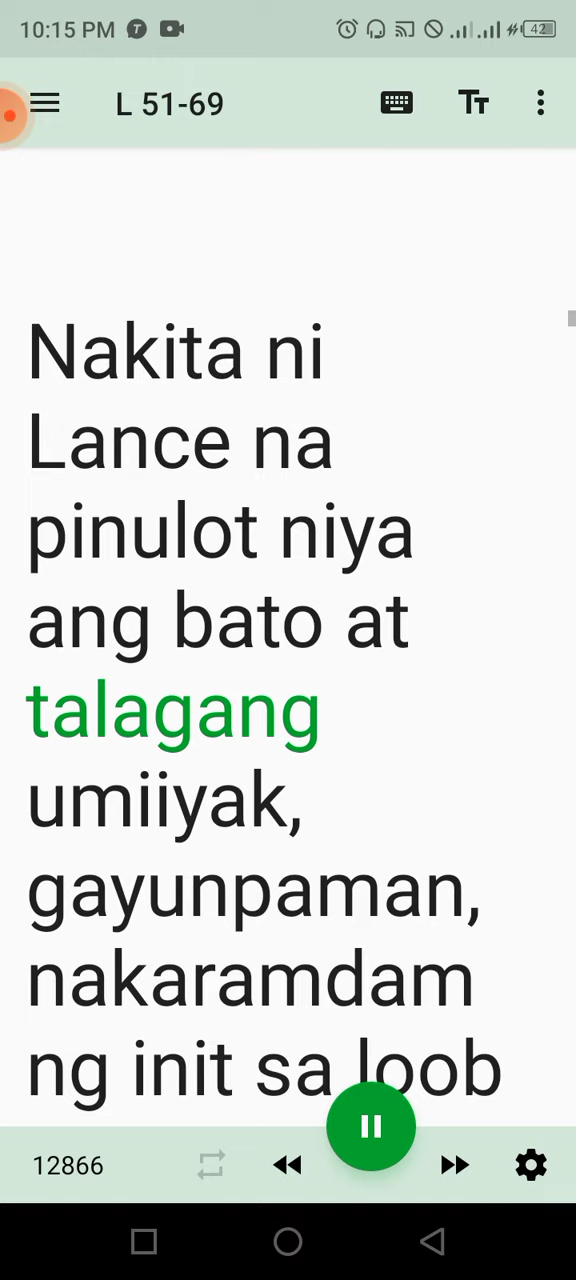 10:15 PM
42
L 51-69
Nakita ni
Lance na
pinulot niya
ang bato at
talagang
umiiyak,
gayunpaman,
nakaramdam
ng init sa loob
12866